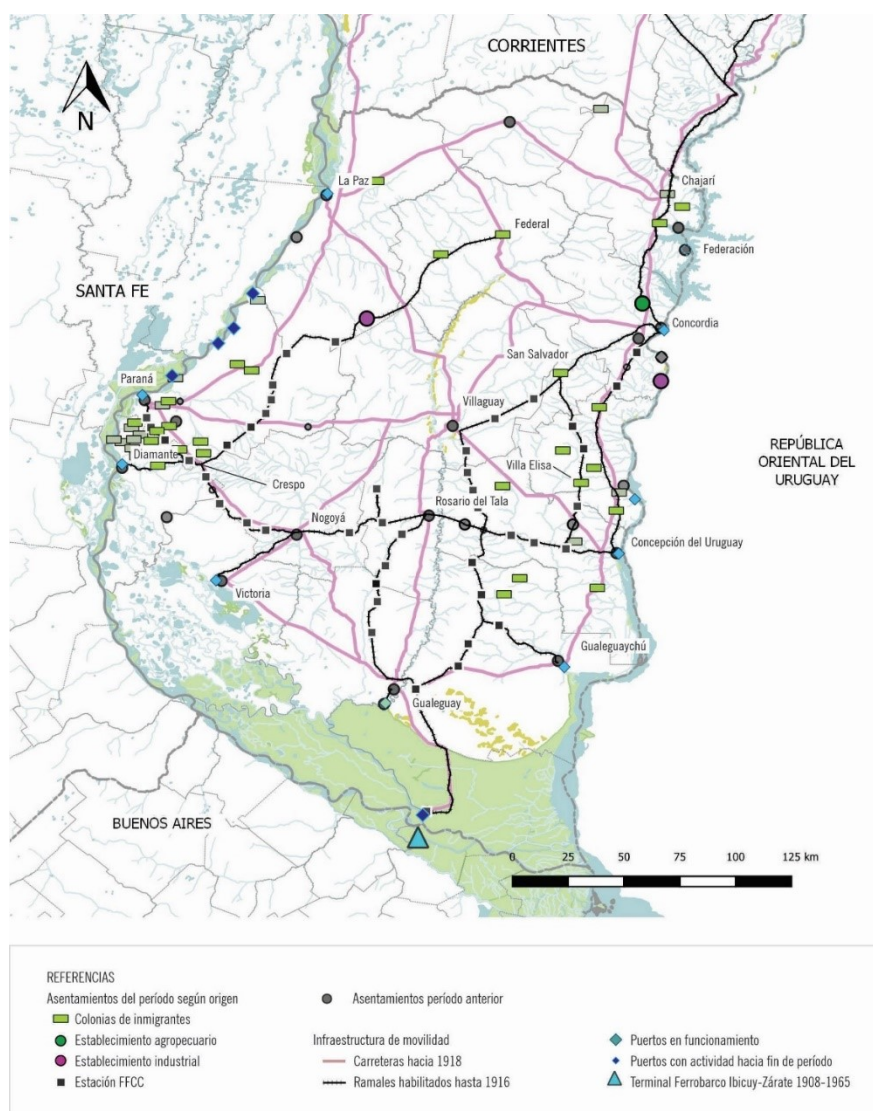 CORRIENTES
N
La Paz
Chajarí
Federal
Federación
SANTA FE
Concordia
San Salvador
Paraná
Villaguay
REPÚBLICA
ORIENTAL DEL
URUGUAY
Diamante
Villa Elisa
Crespo
Rosario del Tala
Nogoyá
Concepción del Uruguay
Victoria
Gualeguaychú
Gualeguay
BUENOS AIRES
0 25 50 75 100 125 km
REFERENCIAS
Asentamientos del período según origen
Colonias de inmigrantes
Establecimiento agropecuario
Establecimiento industrial
Estación FFCC
Asentamientos período anterior
Infraestructura de movilidad
Carreteras hacia 1918
Ramales habilitados hasta 1916
Puertos en funcionamiento
Puertos con actividad hacia fin de período
Terminal Ferrobarco Ibicuy-Zárate 1908-1965